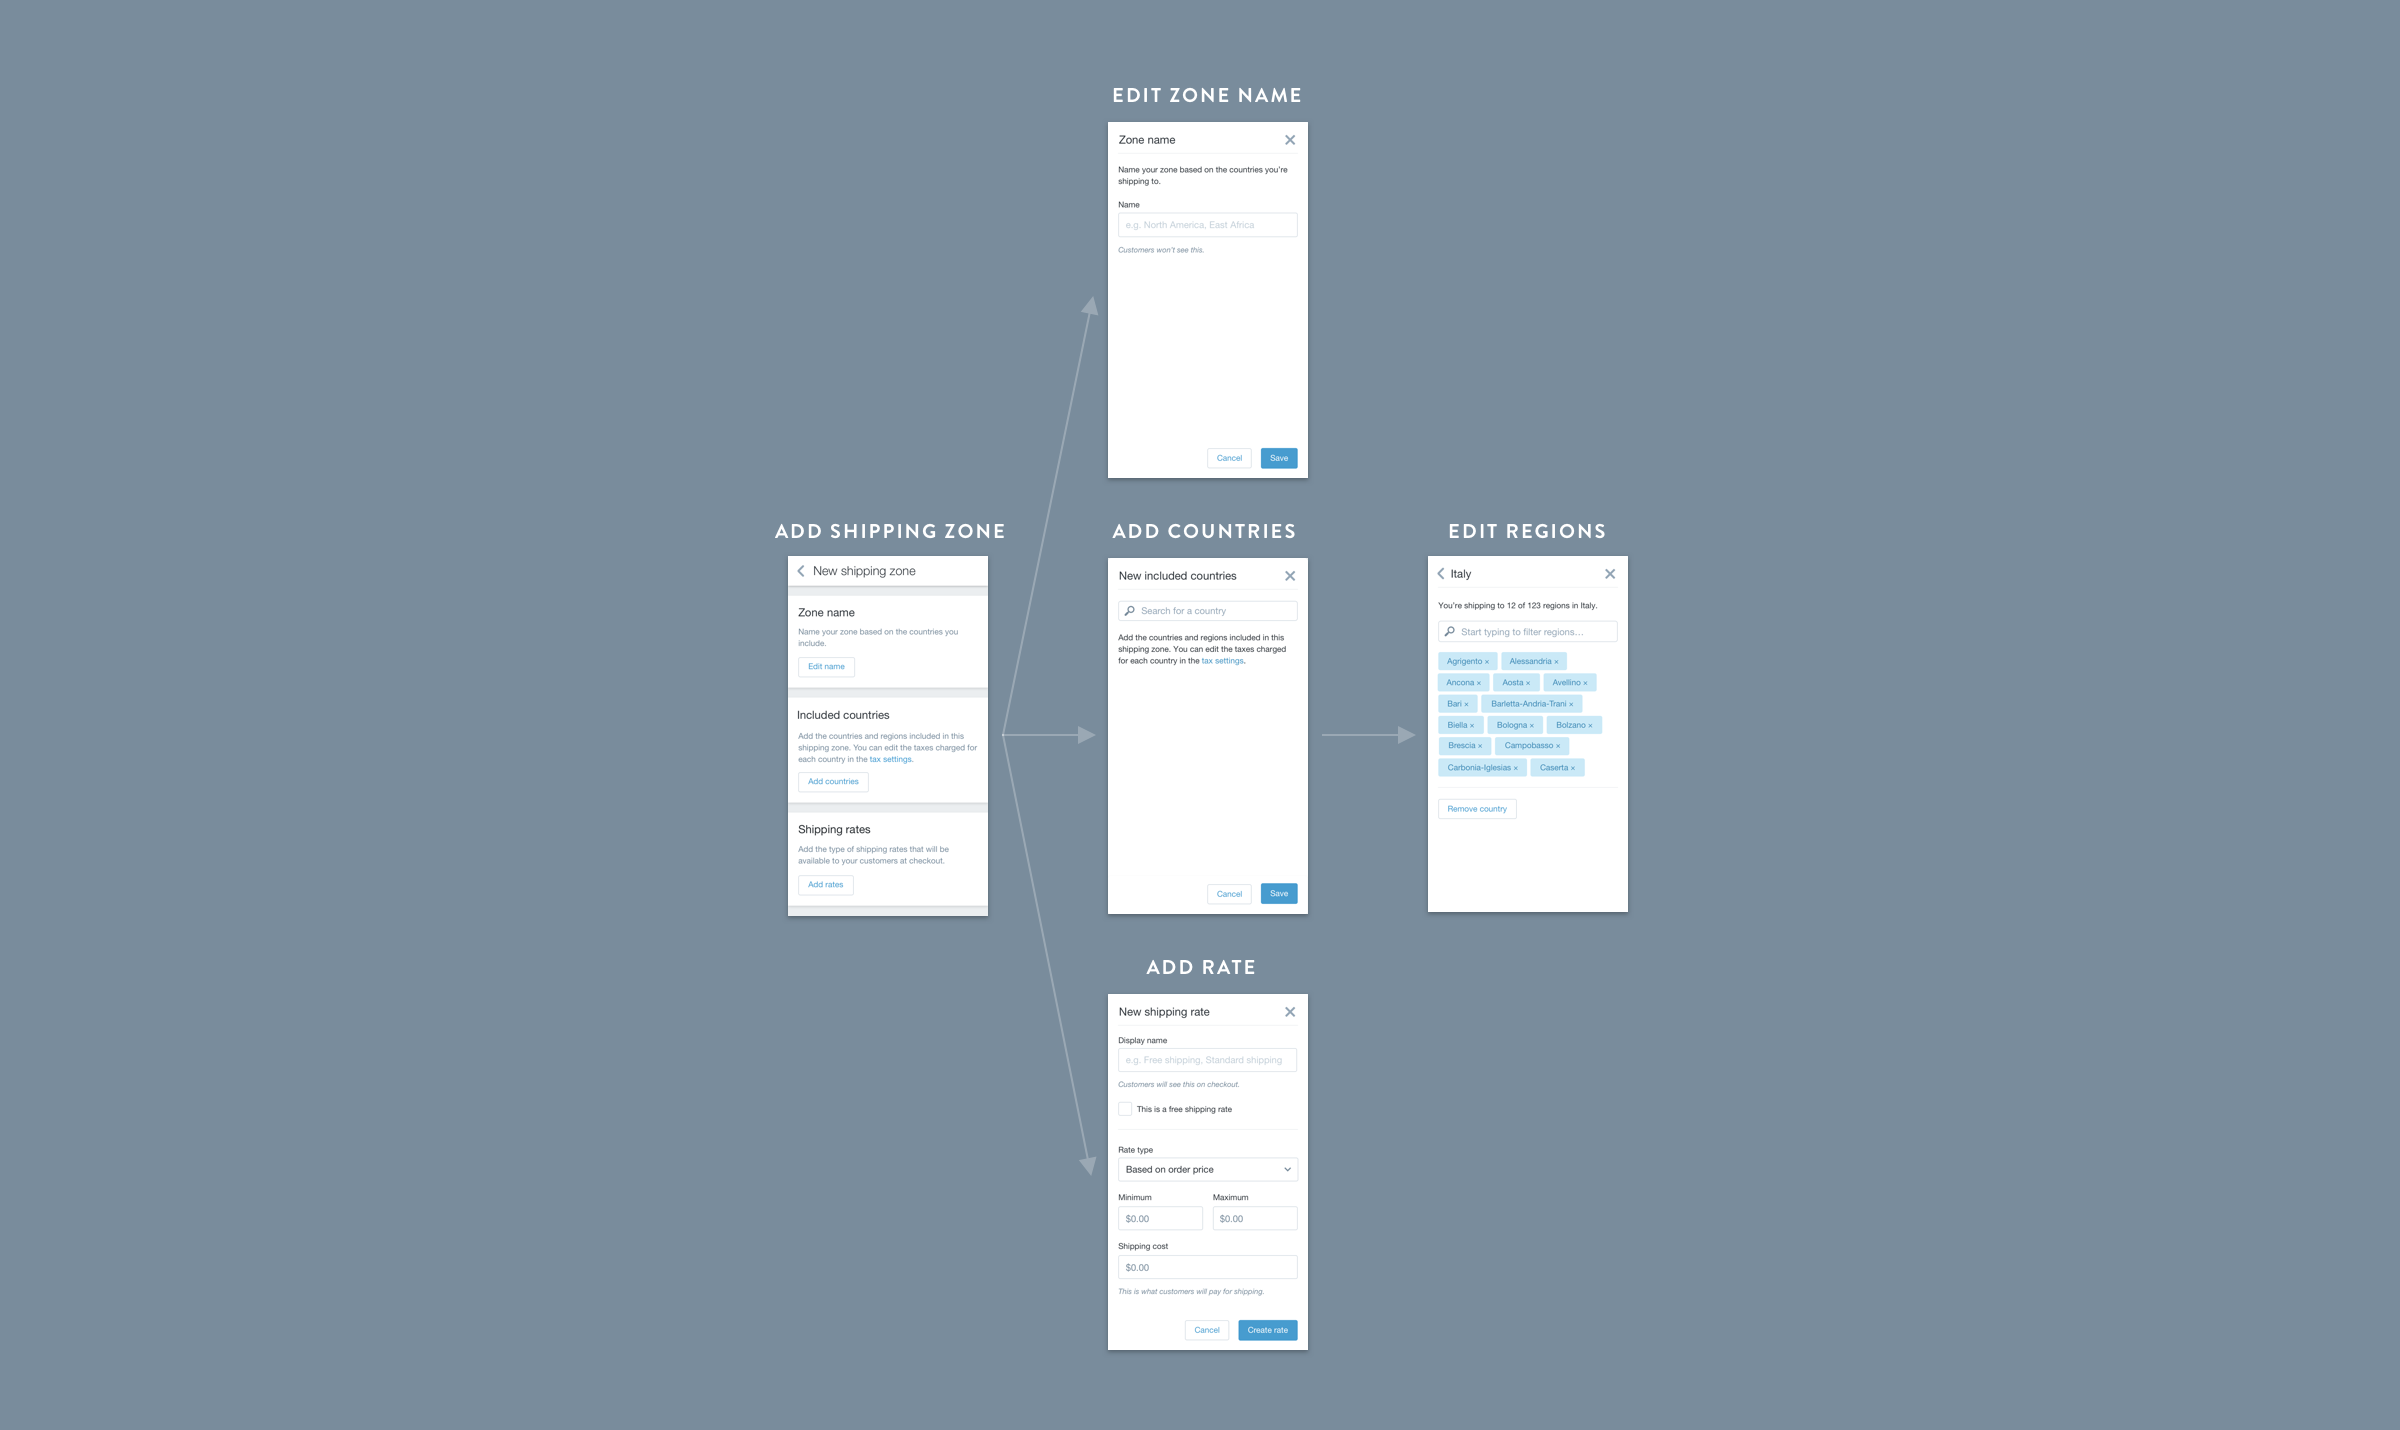 EDIT ZONE NAME
Zone name
Name your zone based on the countries you're
shipping to.
Name
e.g. North America, East Africa
Customers won't see this.
Cancel
Save
ADD SHIPPING ZONE
New shipping zone
Zone name
Name your zone based on the countries you
include.
Edit name
Included countries
Add the countries and regions included in this
shipping zone. You can edit the taxes charged for
each country in the tax settings.
Add countries
Shipping rates
Add the type of shipping rates that will be
available to your customers at checkout.
Add rates
ADD COUNTRIES
New included countries
Search for a country
Add the countries and regions included in this
shipping zone. You can edit the taxes charged
for each country in the tax settings.
Cancel
Save
EDIT REGIONS
Italy
You're shipping to 12 of 123 regions in Italy.
Start typing to filter regions...
Agrigento × Alessandria ×
Ancona × Aosta × Avellino ×
Bari × Barletta-Andria-Trani ×
Biella × Bologna × Bolzano ×
Brescia × Campobasso ×
Carbonia-Iglesias × Caserta ×
Remove country
ADD RATE
New shipping rate
Display name
e.g. Free shipping, Standard shipping
Customers will see this on checkout.
This is a free shipping rate
Rate type
Based on order price
Minimum Maximum
$0.00 $0.00
Shipping cost
$0.00
This is what customers will pay for shipping.
Cancel
Create rate